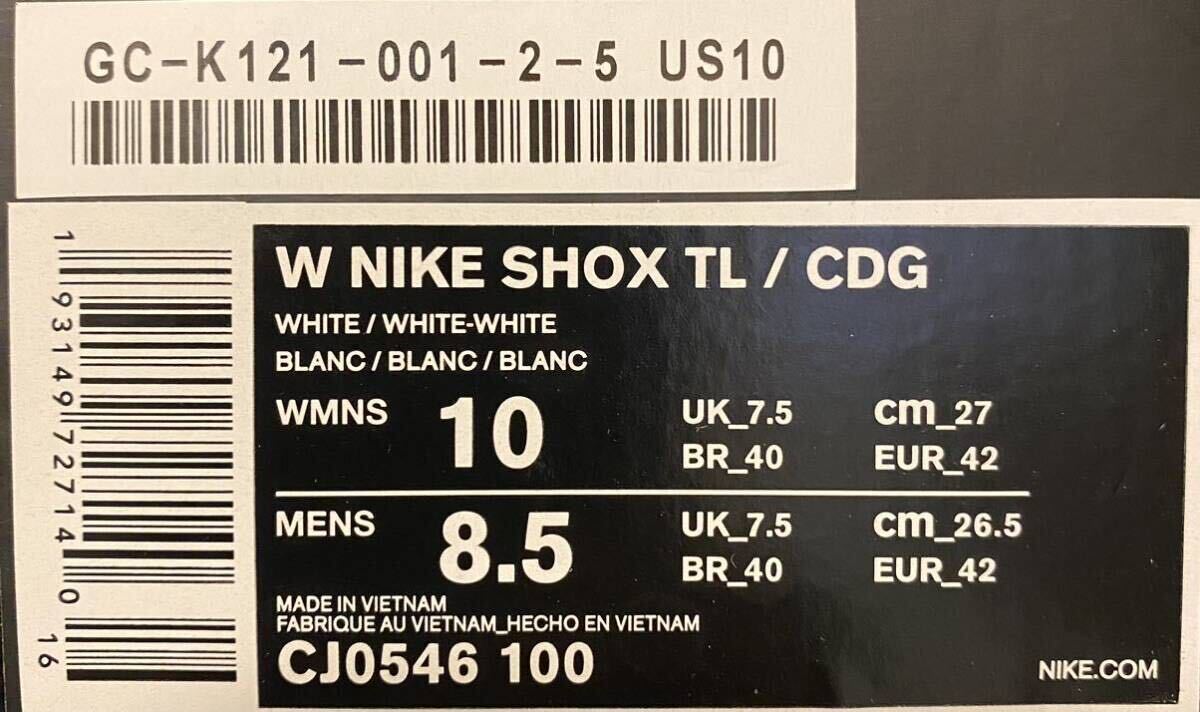 GC-K121-001-2-5 US10
W NIKE SHOX TL / CDG
WHITE / WHITE-WHITE
BLANC / BLANC / BLANC
WMNS 10 UK_7.5 cm_27
BR_40 EUR_42
MENS 8.5 UK_7.5 cm_26.5
BR_40 EUR_42
MADE IN VIETNAM
FABRIQUE AU VIETNAM_HECHO EN VIETNAM
CJ0546 100
NIKE.COM
1 93149 72714 0
16